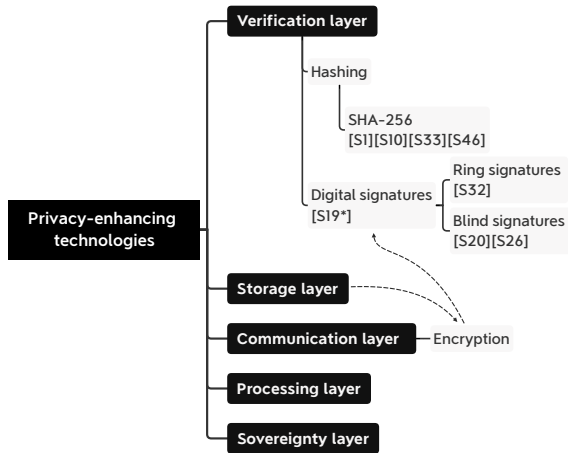 Verification layer
Hashing
SHA-256
[S1][S10][S33][S46]
Ring signatures
[S32]
Digital signatures
[S19*]
Blind signatures
[S20][S26]
Privacy-enhancing
technologies
Storage layer
Communication layer
Encryption
Processing layer
Sovereignty layer